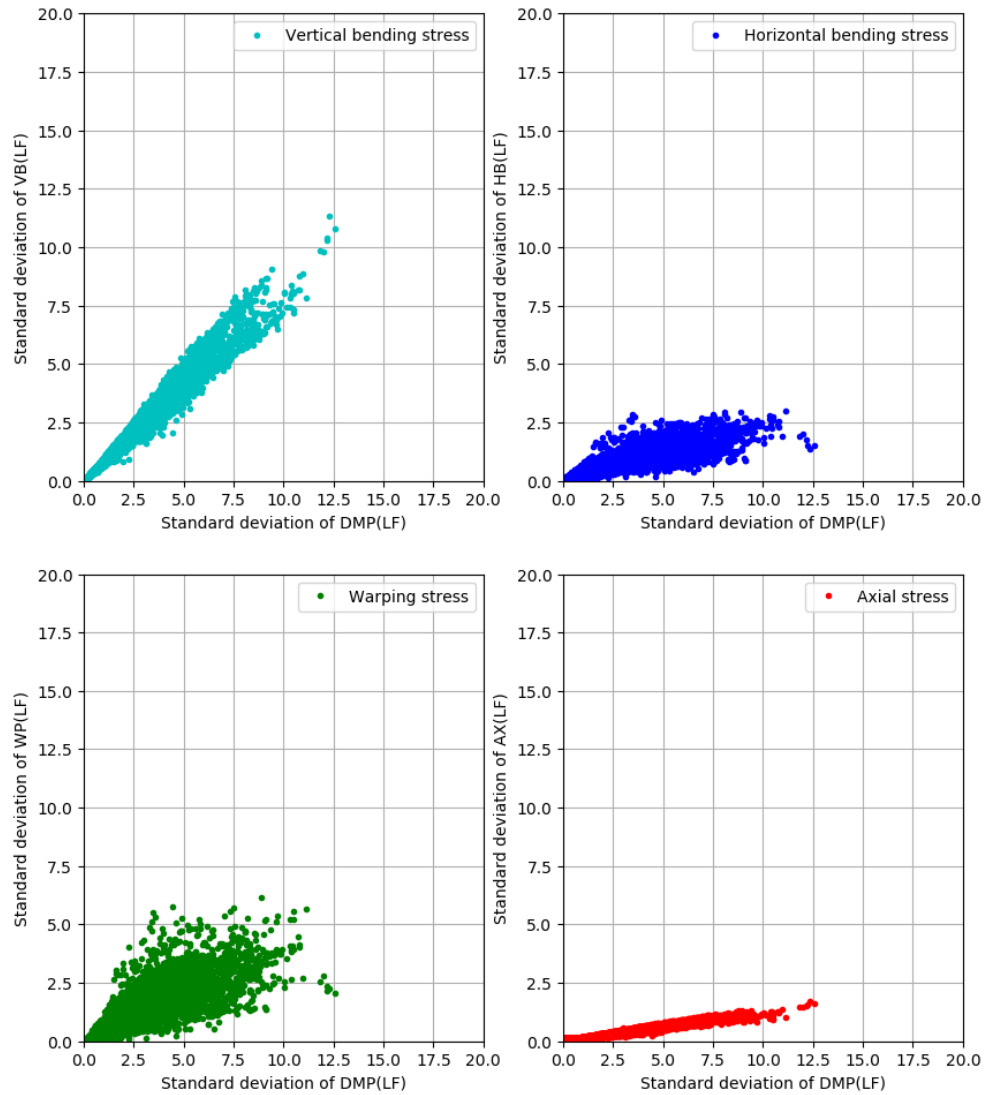 Vertical bending stress
20.0
17.5
15.0
12.5
10.0
7.5
5.0
2.5
0.0
Standard deviation of VB(LF)
0.0 2.5 5.0 7.5 10.0 12.5 15.0 17.5 20.0
Standard deviation of DMP(LF)
Horizontal bending stress
20.0
17.5
15.0
12.5
10.0
7.5
5.0
2.5
0.0
Standard deviation of HB(LF)
0.0 2.5 5.0 7.5 10.0 12.5 15.0 17.5 20.0
Standard deviation of DMP(LF)
Warping stress
20.0
17.5
15.0
12.5
10.0
7.5
5.0
2.5
0.0
Standard deviation of WP(LF)
0.0 2.5 5.0 7.5 10.0 12.5 15.0 17.5 20.0
Standard deviation of DMP(LF)
Axial stress
20.0
17.5
15.0
12.5
10.0
7.5
5.0
2.5
0.0
Standard deviation of AX(LF)
0.0 2.5 5.0 7.5 10.0 12.5 15.0 17.5 20.0
Standard deviation of DMP(LF)